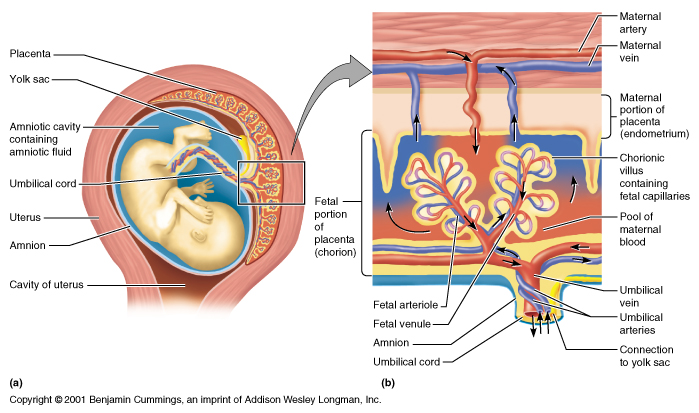 Placenta
Yolk sac
Amniotic cavity
containing
amniotic fluid
Umbilical cord
Uterus
Amnion
Cavity of uterus
(a)
Maternal
artery
Maternal
vein
Maternal
portion of
placenta
(endometrium)
Chorionic
villus
containing
fetal capillaries
Pool of
maternal
blood
Fetal
portion
of
placenta
(chorion)
Fetal arteriole
Fetal venule
Amnion
Umbilical cord
Umbilical
vein
Umbilical
arteries
Connection
to yolk sac
(b)
Copyright © 2001 Benjamin Cummings, an imprint of Addison Wesley Longman, Inc.